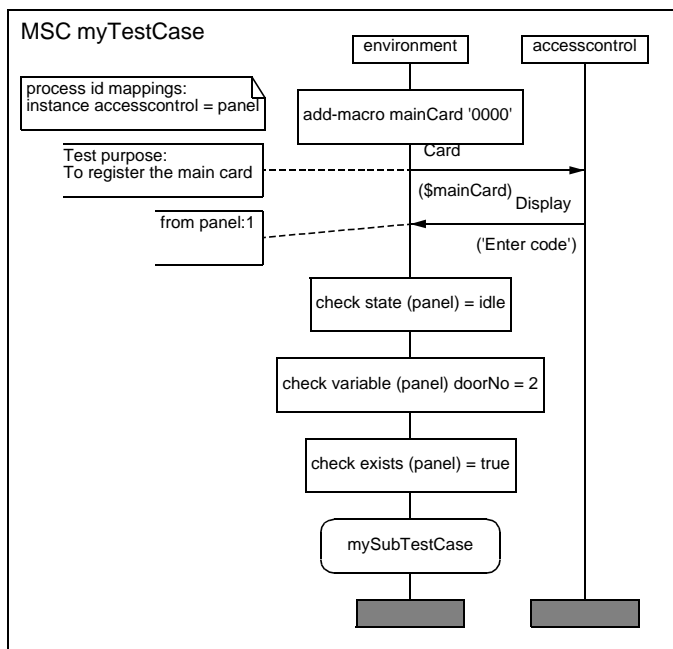 MSC myTestCase
environment
accesscontrol
process id mappings:
instance accesscontrol = panel
add-macro mainCard '0000'
Test purpose:
To register the main card
Card
($mainCard)
Display
from panel:1
('Enter code')
check state (panel) = idle
check variable (panel) doorNo = 2
check exists (panel) = true
mySubTestCase